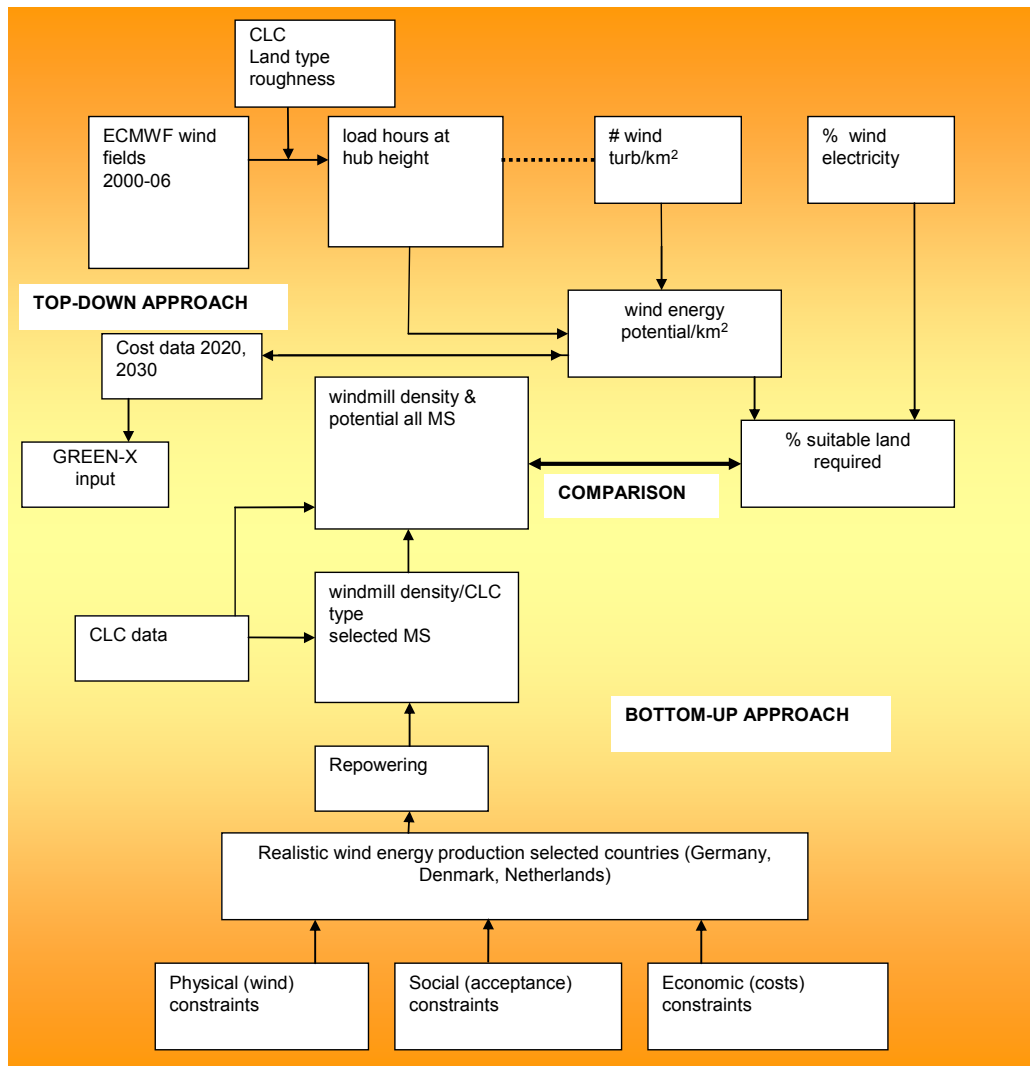 CLC
Land type
roughness
ECMWF wind
fields
2000-06
load hours at
hub height
# wind
turb/km²
% wind
electricity
TOP-DOWN APPROACH
wind energy
potential/km²
Cost data 2020,
2030
windmill density &
potential all MS
% suitable land
required
GREEN-X
input
COMPARISON
windmill density/CLC
type
selected MS
CLC data
BOTTOM-UP APPROACH
Repowering
Realistic wind energy production selected countries (Germany,
Denmark, Netherlands)
Physical (wind)
constraints
Social (acceptance)
constraints
Economic (costs)
constraints